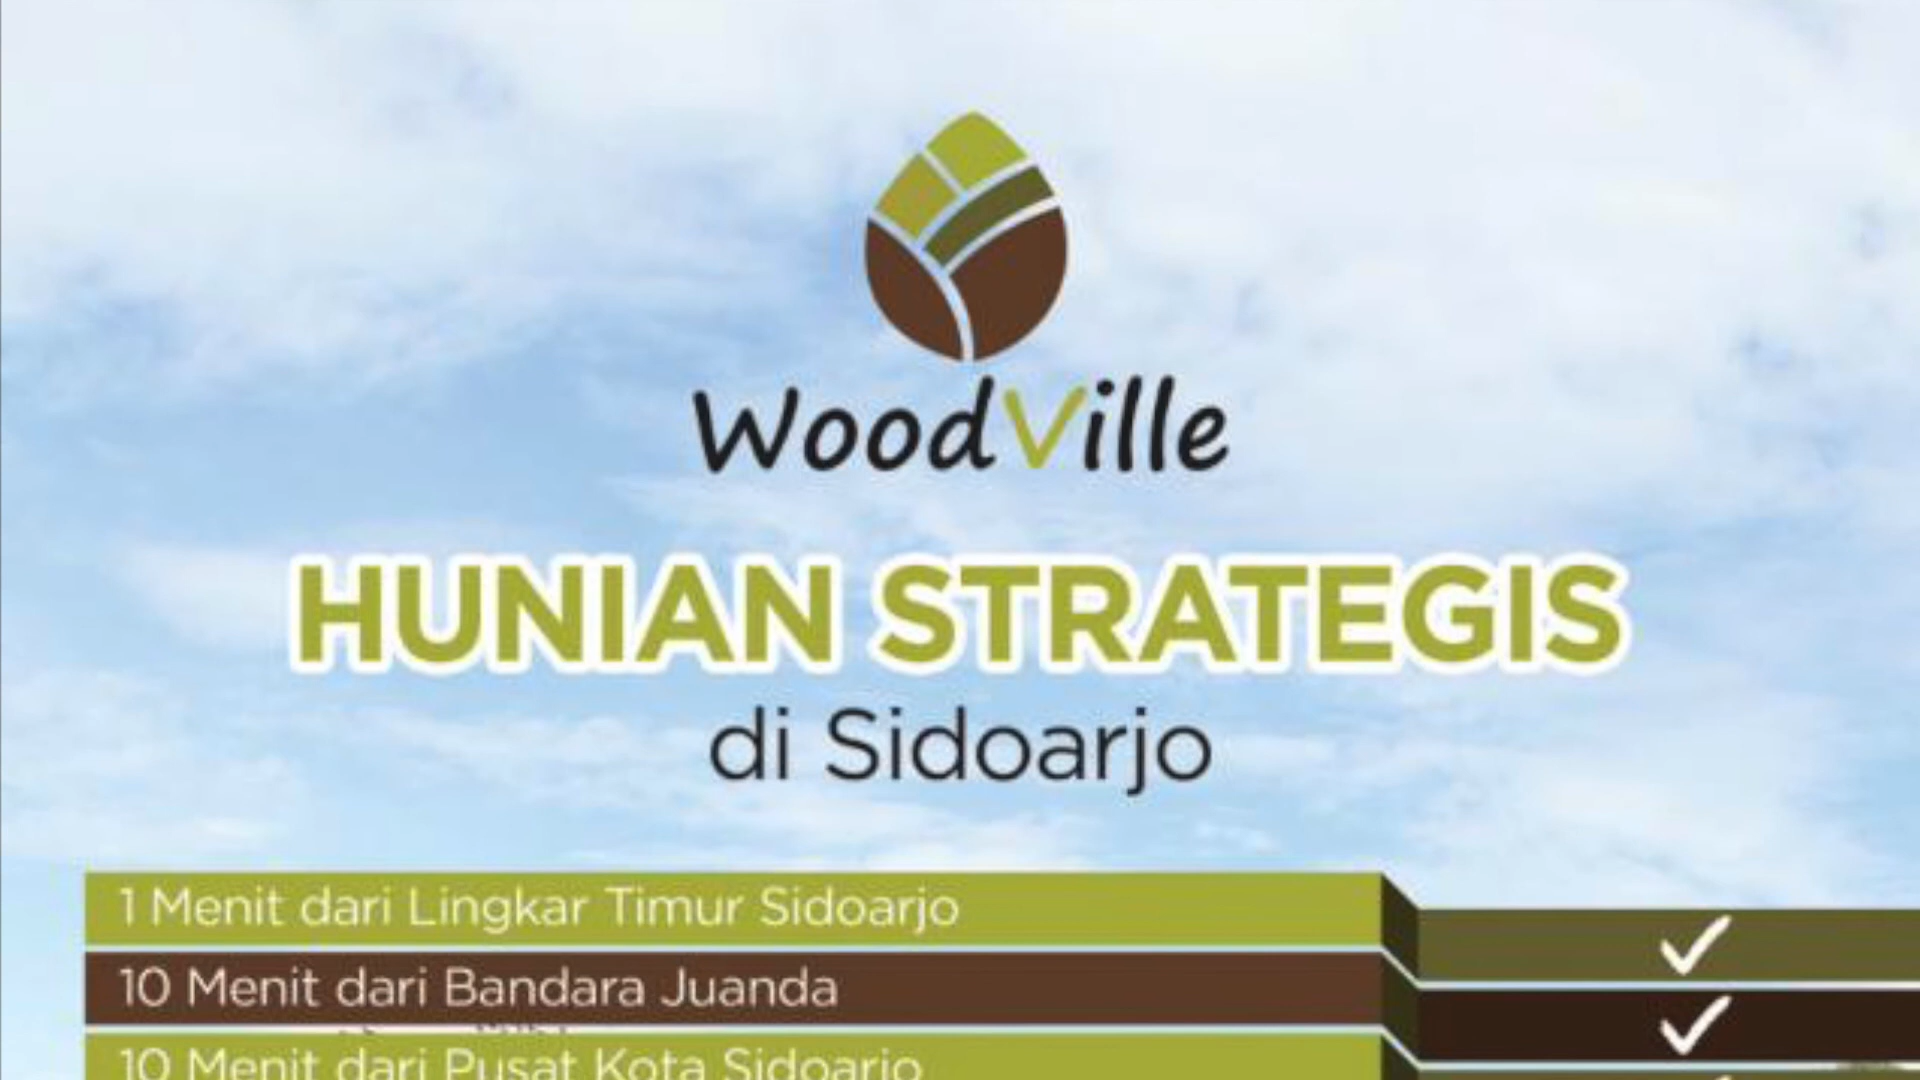 WoodVille
HUNIAN STRATEGIS
di Sidoarjo
1 Menit dari Lingkar Timur Sidoarjo
10 Menit dari Bandara Juanda
10 Menit dari Pusat Kota Sidoarjo